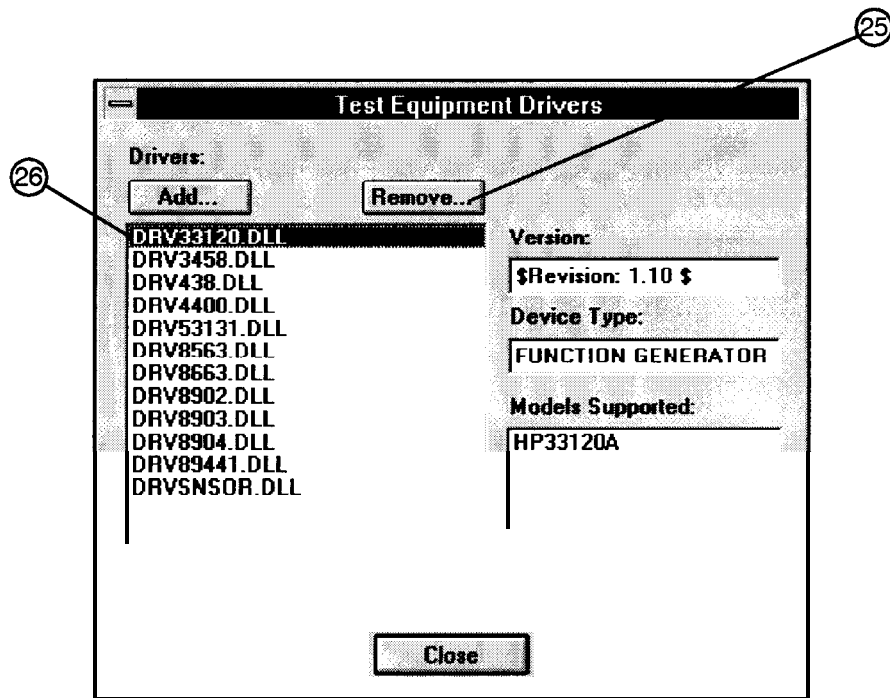 25
Test Equipment Drivers
Drivers:
26
Add...
Remove...
DRV33120.DLL
DRV3458.DLL
DRV438.DLL
DRV4400.DLL
DRV53131.DLL
DRV8563.DLL
DRV8663.DLL
DRV8902.DLL
DRV8903.DLL
DRV8904.DLL
DRV89441.DLL
DRVSNSOR.DLL
Version:
$Revision: 1.10 $
Device Type:
FUNCTION GENERATOR
Models Supported:
HP33120A
Close